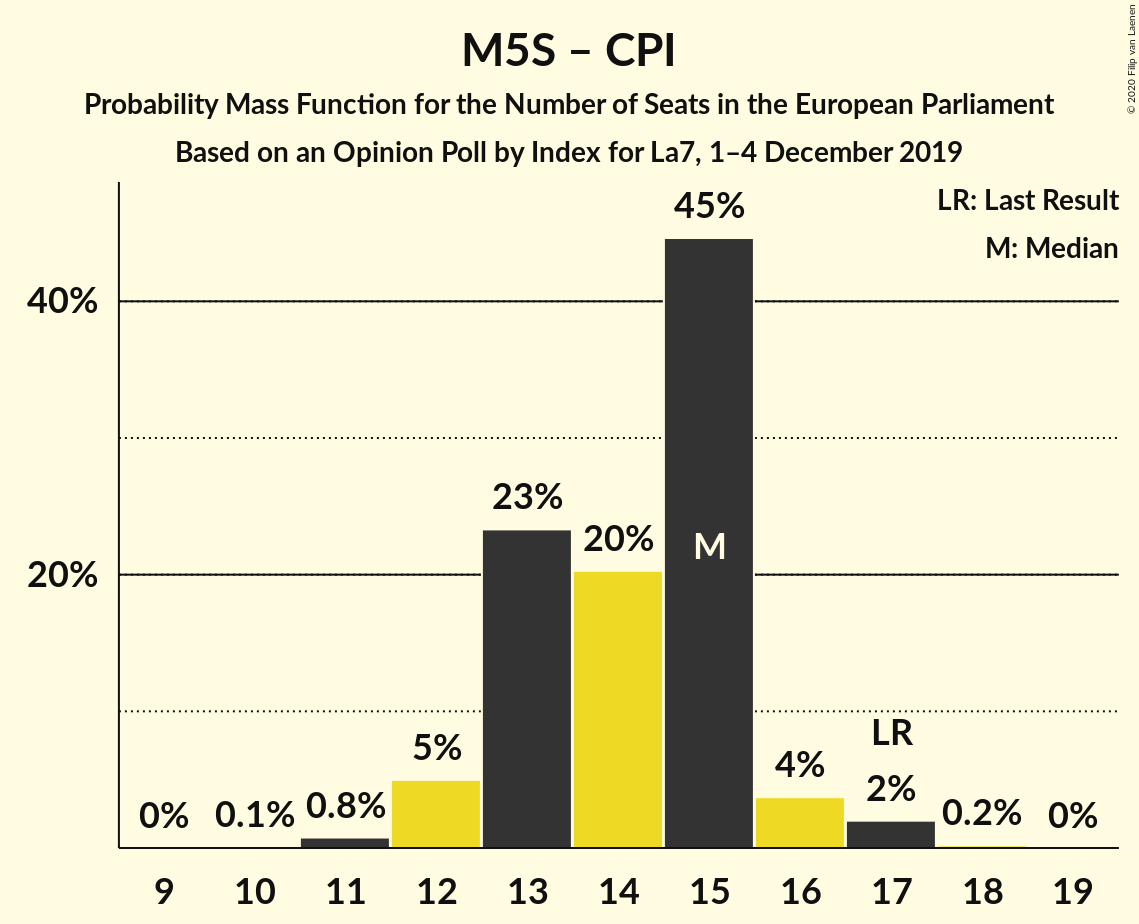 M5S – CPI
Probability Mass Function for the Number of Seats in the European Parliament
Based on an Opinion Poll by Index for La7, 1–4 December 2019
© 2020 Filip van Laenen
LR: Last Result
M: Median
40%
20%
0%
0.1%
0.8%
5%
23%
20%
45%
M
4%
LR
2%
0.2%
0%
9 10 11 12 13 14 15 16 17 18 19